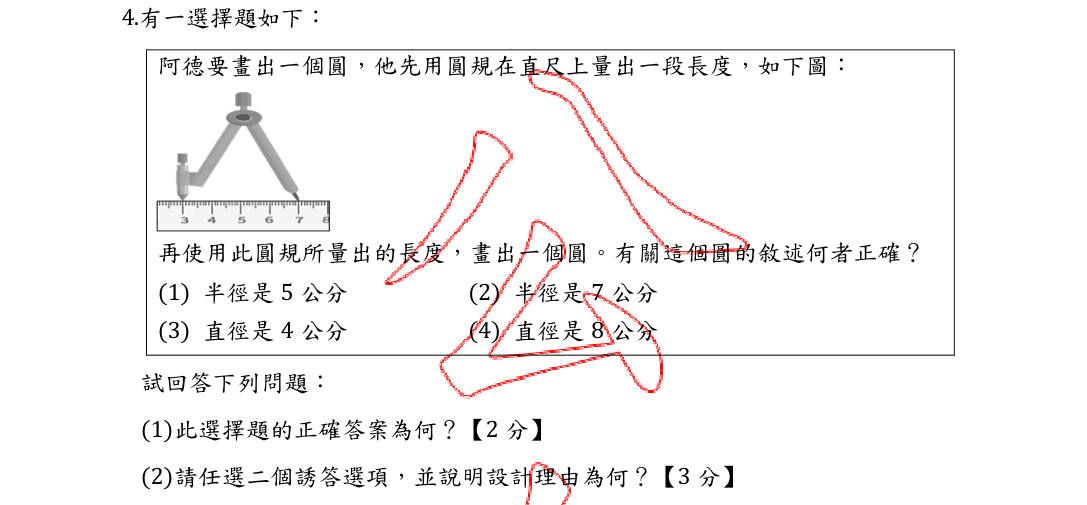 4.有一選擇題如下：
阿德要畫出一個圓，他先用圓規在直尺上量出一段長度，如下圖：
3 4 5 6 7 8
再使用此圓規所量出的長度，畫出一個圓。有關這個圓的敘述何者正確？
(1) 半徑是 5 公分 (2) 半徑是 7 公分
(3) 直徑是 4 公分 (4) 直徑是 8 公分
試回答下列問題：
(1)此選擇題的正確答案為何？【2 分】
(2)請任選二個誘答選項，並說明設計理由為何？【3 分】